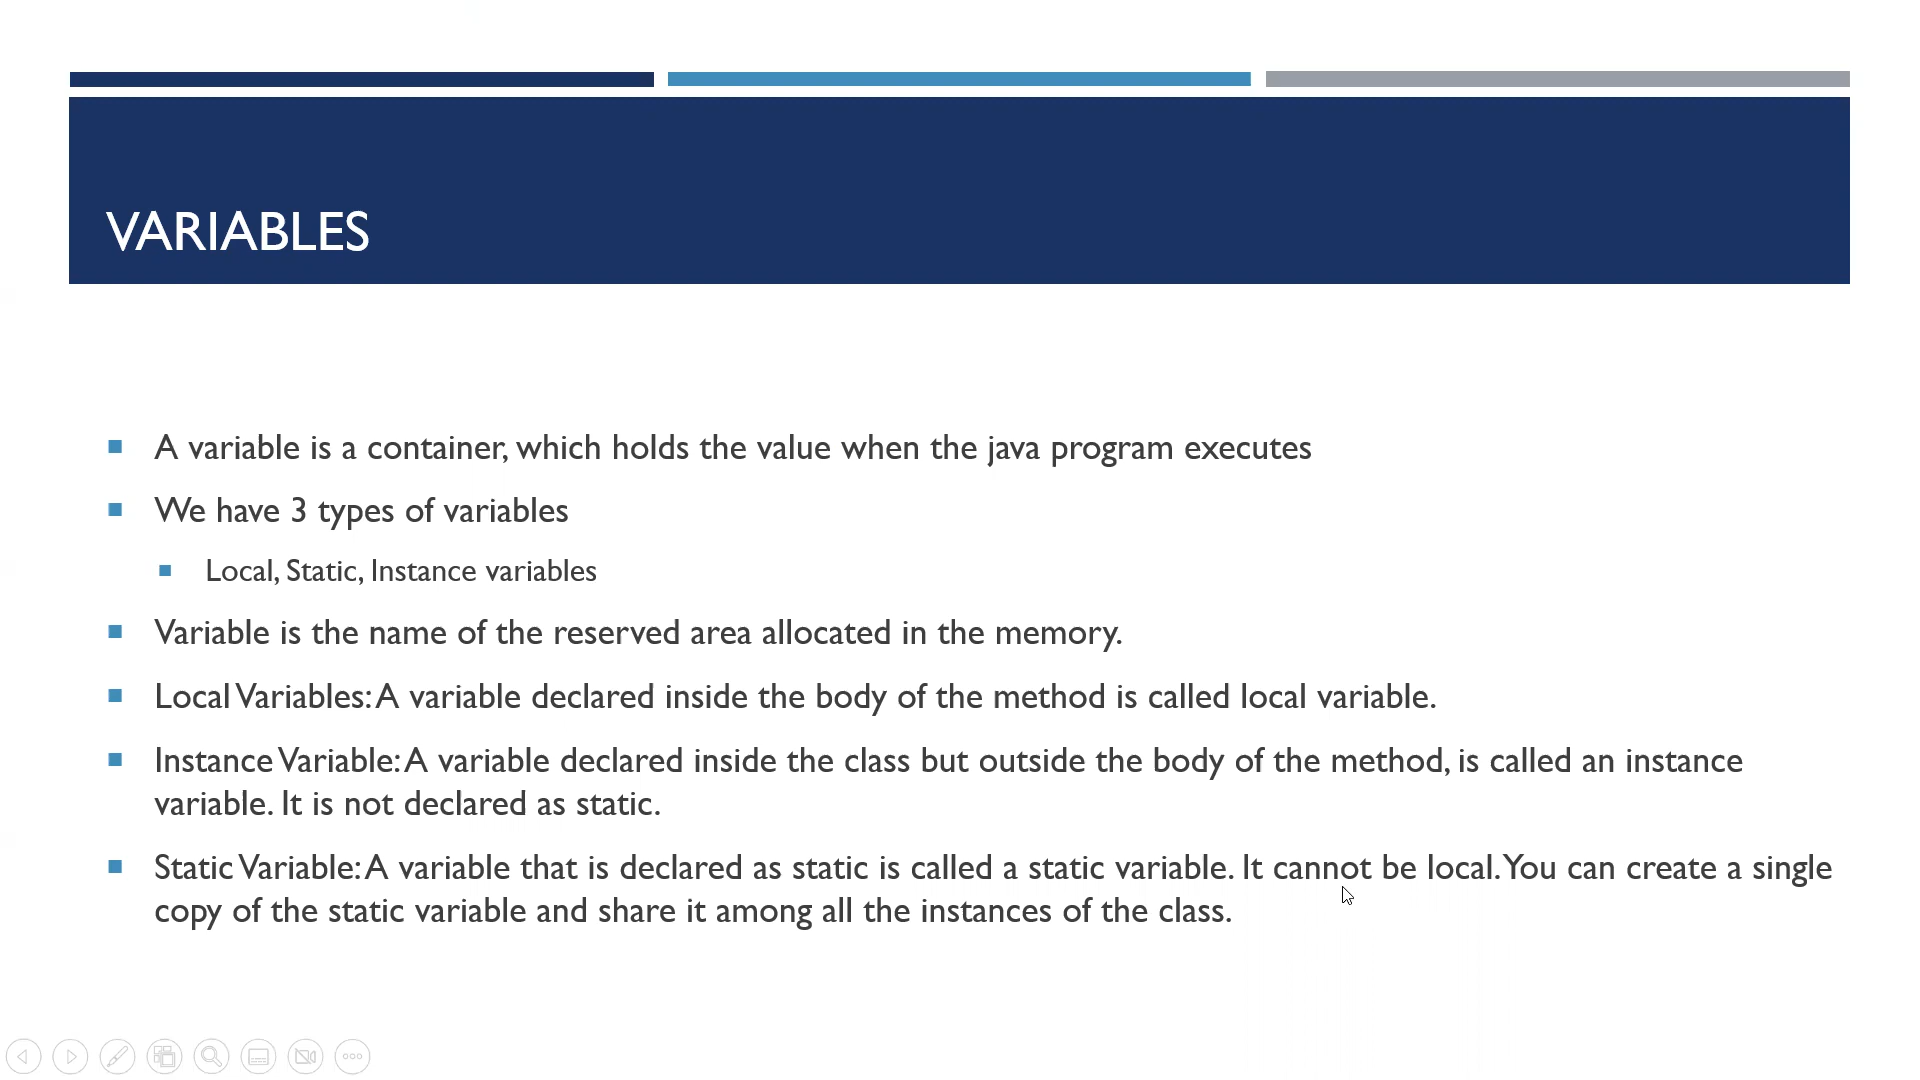 VARIABLES
A variable is a container, which holds the value when the java program executes
We have 3 types of variables
Local, Static, Instance variables
Variable is the name of the reserved area allocated in the memory.
Local Variables: A variable declared inside the body of the method is called local variable.
Instance Variable: A variable declared inside the class but outside the body of the method, is called an instance
variable. It is not declared as static.
Static Variable: A variable that is declared as static is called a static variable. It cannot be local. You can create a single
copy of the static variable and share it among all the instances of the class.